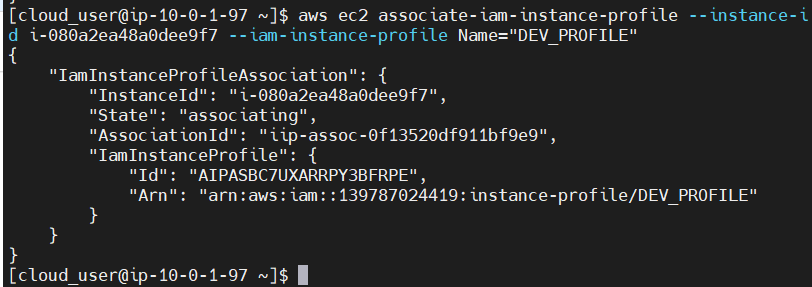 [cloud_user@ip-10-0-1-97 ~]$ aws ec2 associate-iam-instance-profile --instance-i
d i-080a2ea48a0dee9f7 --iam-instance-profile Name="DEV_PROFILE"
{
    "IamInstanceProfileAssociation": {
        "InstanceId": "i-080a2ea48a0dee9f7",
        "State": "associating",
        "AssociationId": "iip-assoc-0f13520df911bf9e9",
        "IamInstanceProfile": {
            "Id": "AIPASBC7UXARRPY3BFRPE",
            "Arn": "arn:aws:iam::139787024419:instance-profile/DEV_PROFILE"
        }
    }
}
[cloud_user@ip-10-0-1-97 ~]$